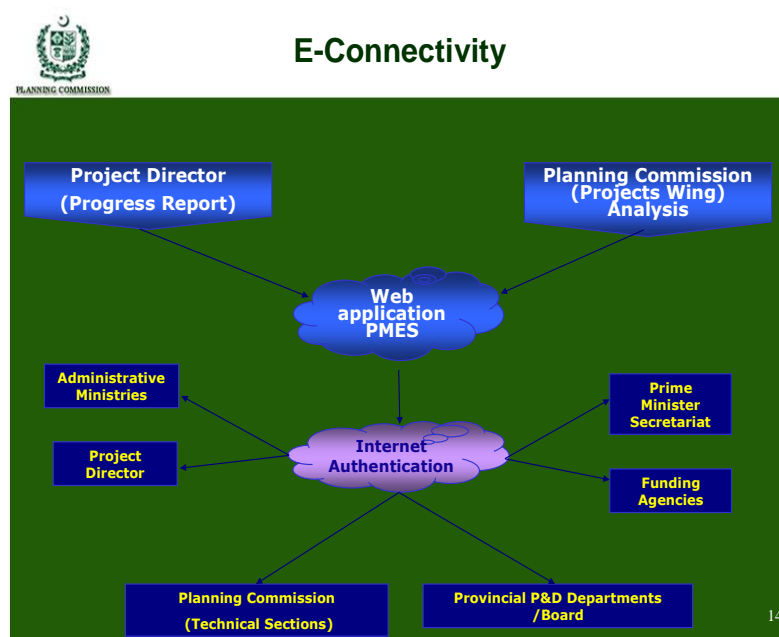 PLANNING COMMISSION
E-Connectivity
Project Director
(Progress Report)
Planning Commission
(Projects Wing)
Analysis
Web
application
PMES
Administrative
Ministries
Prime
Minister
Secretariat
Internet
Authentication
Project
Director
Funding
Agencies
Planning Commission
(Technical Sections)
Provincial P&D Departments
/Board
14